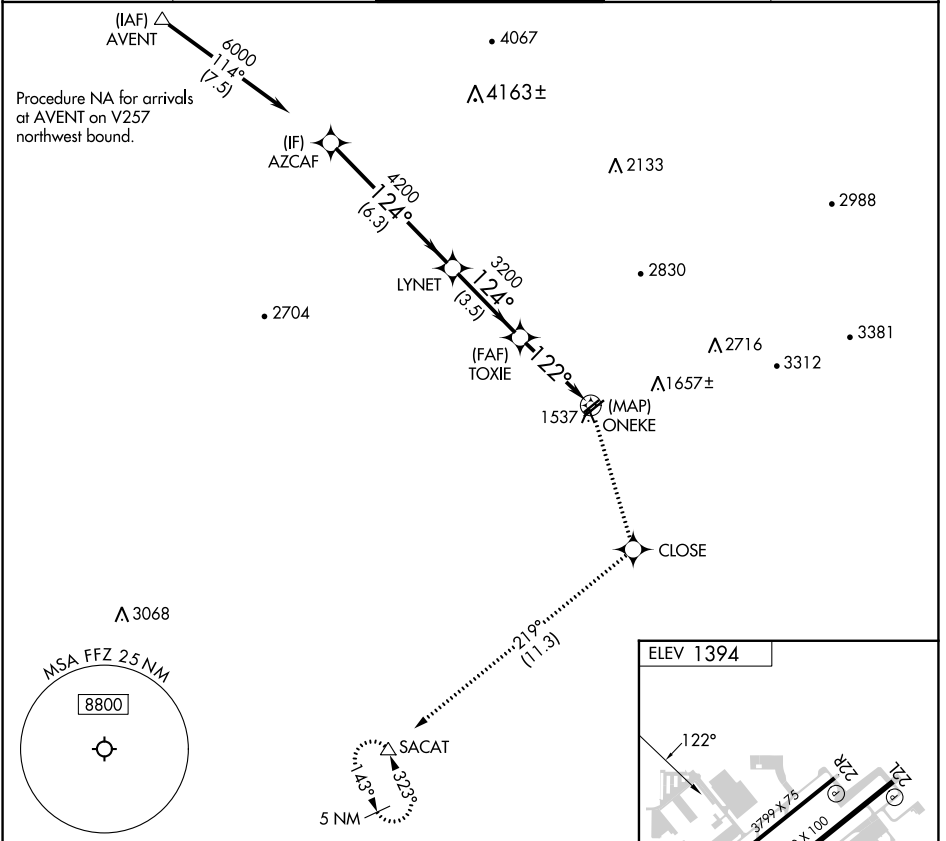 (IAF)
AVENT
6000
114°
(7.5)
4067
4163±
Procedure NA for arrivals
at AVENT on V257
northwest bound.
(IF)
AZCAF
2133
4200
124°
(6.3)
2988
LYNET
3200
124°
(3.5)
2830
2704
(FAF)
TOXIE
122°
2716
3381
3312
1657±
1537
(MAP)
ONEKE
CLOSE
219°
(11.3)
3068
MSA FFZ 25 NM
8800
SACAT
143°
323°
5 NM
ELEV 1394
122°
22R
22L
P
P
3799 X 75
X 100